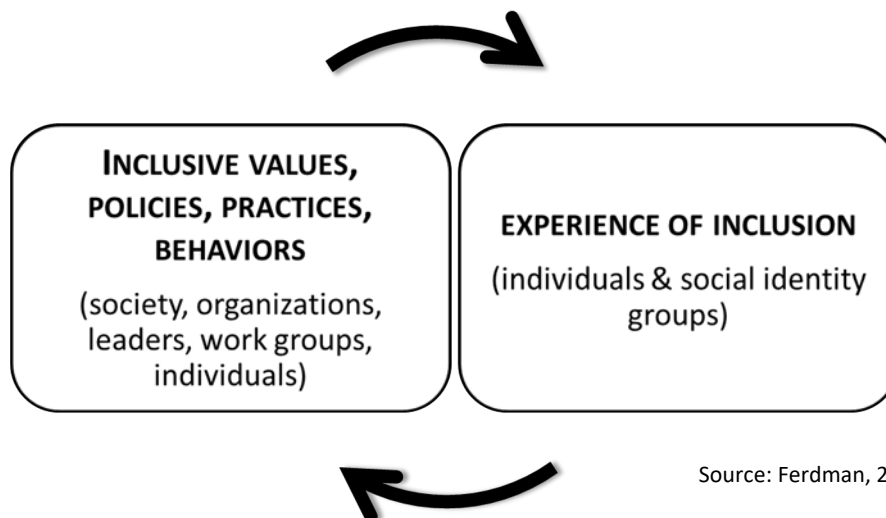 INCLUSIVE VALUES,
POLICIES, PRACTICES,
BEHAVIORS
(society, organizations,
leaders, work groups,
individuals)
EXPERIENCE OF INCLUSION
(individuals & social identity
groups)
Source: Ferdman, 2